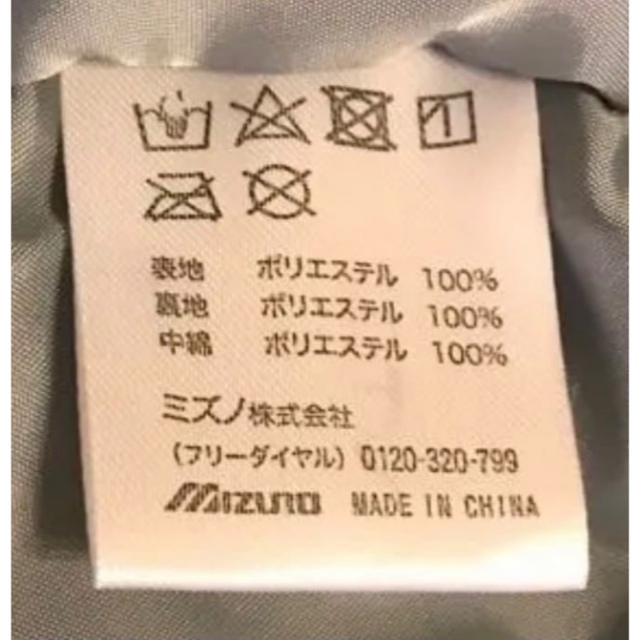 表地 ポリエステル 100%
裏地 ポリエステル 100%
中綿 ポリエステル 100%
ミズノ株式会社
(フリーダイヤル) 0120-320-799
MIZUNO MADE IN CHINA